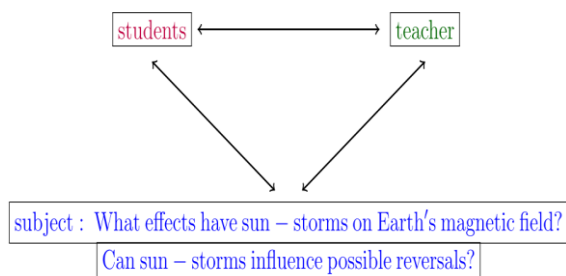 students
teacher
subject : What effects have sun – storms on Earth's magnetic field?
Can sun – storms influence possible reversals?